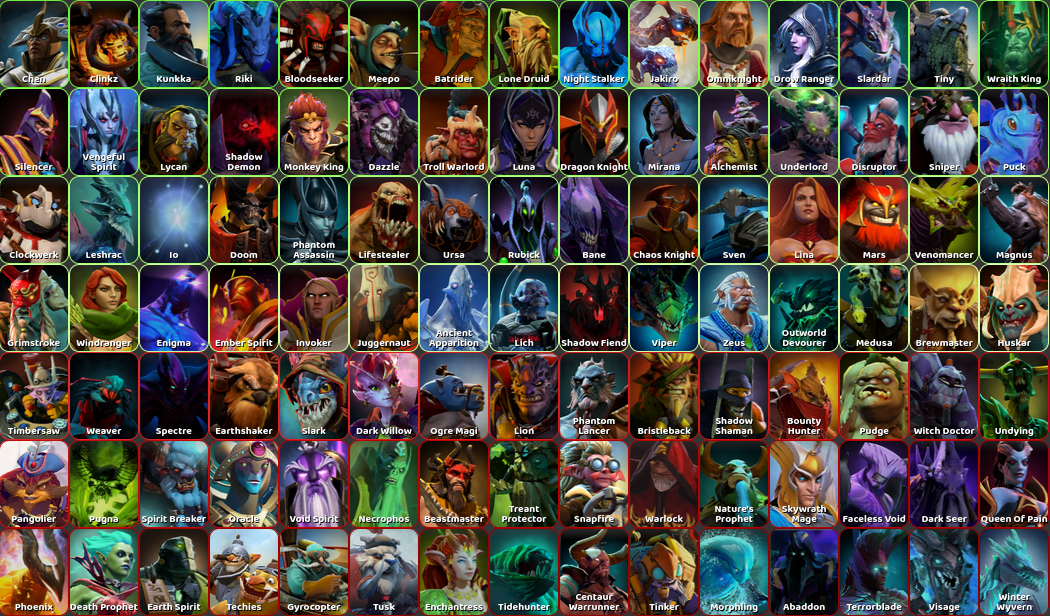 Chen
Clinkz
Kunkka
Riki
Bloodseeker
Meepo
Batrider
Lone Druid
Night Stalker
Jakiro
Omniknight
Drow Ranger
Slardar
Tiny
Wraith King
Silencer
Vengeful
Spirit
Lycan
Shadow
Demon
Monkey King
Dazzle
Troll Warlord
Luna
Dragon Knight
Mirana
Alchemist
Underlord
Disruptor
Sniper
Puck
Clockwerk
Leshrac
Io
Doom
Phantom
Assassin
Lifestealer
Ursa
Rubick
Bane
Chaos Knight
Sven
Lina
Mars
Venomancer
Magnus
Grimstroke
Windranger
Enigma
Ember Spirit
Invoker
Juggernaut
Ancient
Apparition
Lich
Shadow Fiend
Viper
Zeus
Outworld
Devourer
Medusa
Brewmaster
Huskar
Timbersaw
Weaver
Spectre
Earthshaker
Slark
Dark Willow
Ogre Magi
Lion
Phantom
Lancer
Bristleback
Shadow
Shaman
Bounty
Hunter
Pudge
Witch Doctor
Undying
Pangolier
Pugna
Spirit Breaker
Oracle
Void Spirit
Necrophos
Beastmaster
Treant
Protector
Snapfire
Warlock
Nature's
Prophet
Skywrath
Mage
Faceless Void
Dark Seer
Queen Of Pain
Phoenix
Death Prophet
Earth Spirit
Techies
Gyrocopter
Tusk
Enchantress
Tidehunter
Centaur
Warrunner
Tinker
Morphling
Abaddon
Terrorblade
Visage
Winter
Wyvern